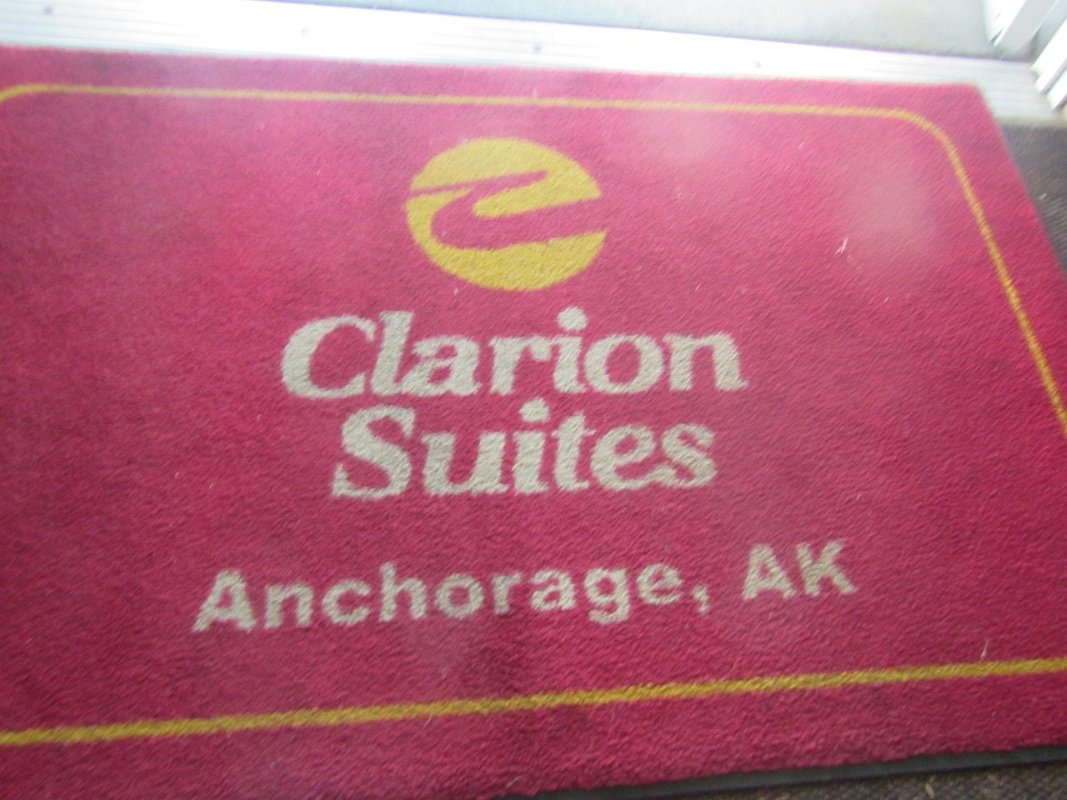 Clarion
Suites
Anchorage, AK